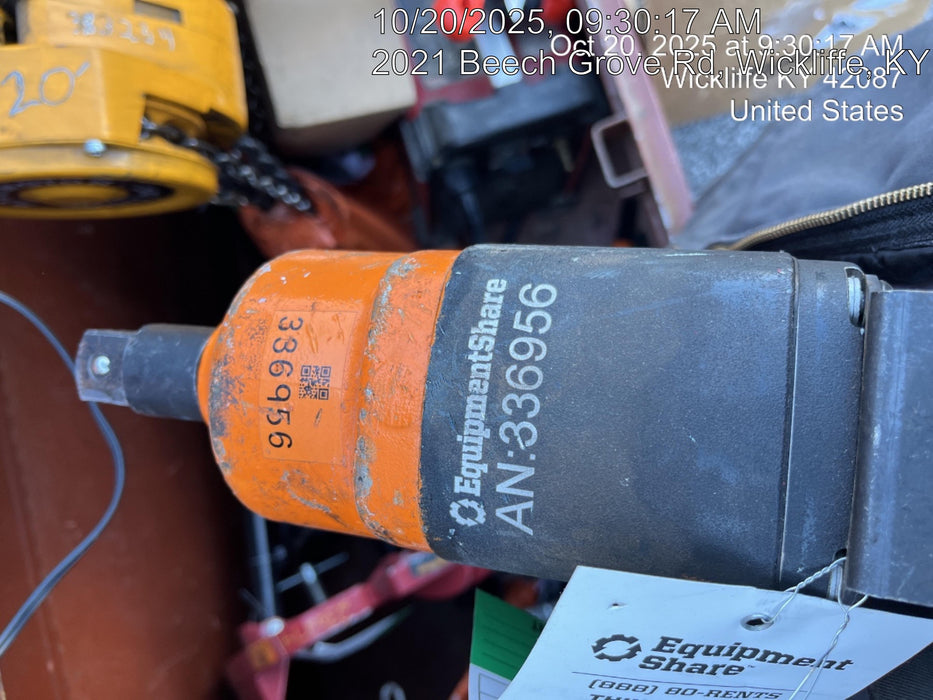 10/20/2025, 09:30:17 AM
2021 Beech Grove Rd, Wickliffe, KY
Oct 20, 2025 at 9:30:17 AM
Wickliffe KY 42087
United States
20'
336956
EquipmentShare
AN:336956
Equipment
Share
(888) 80-RENTS